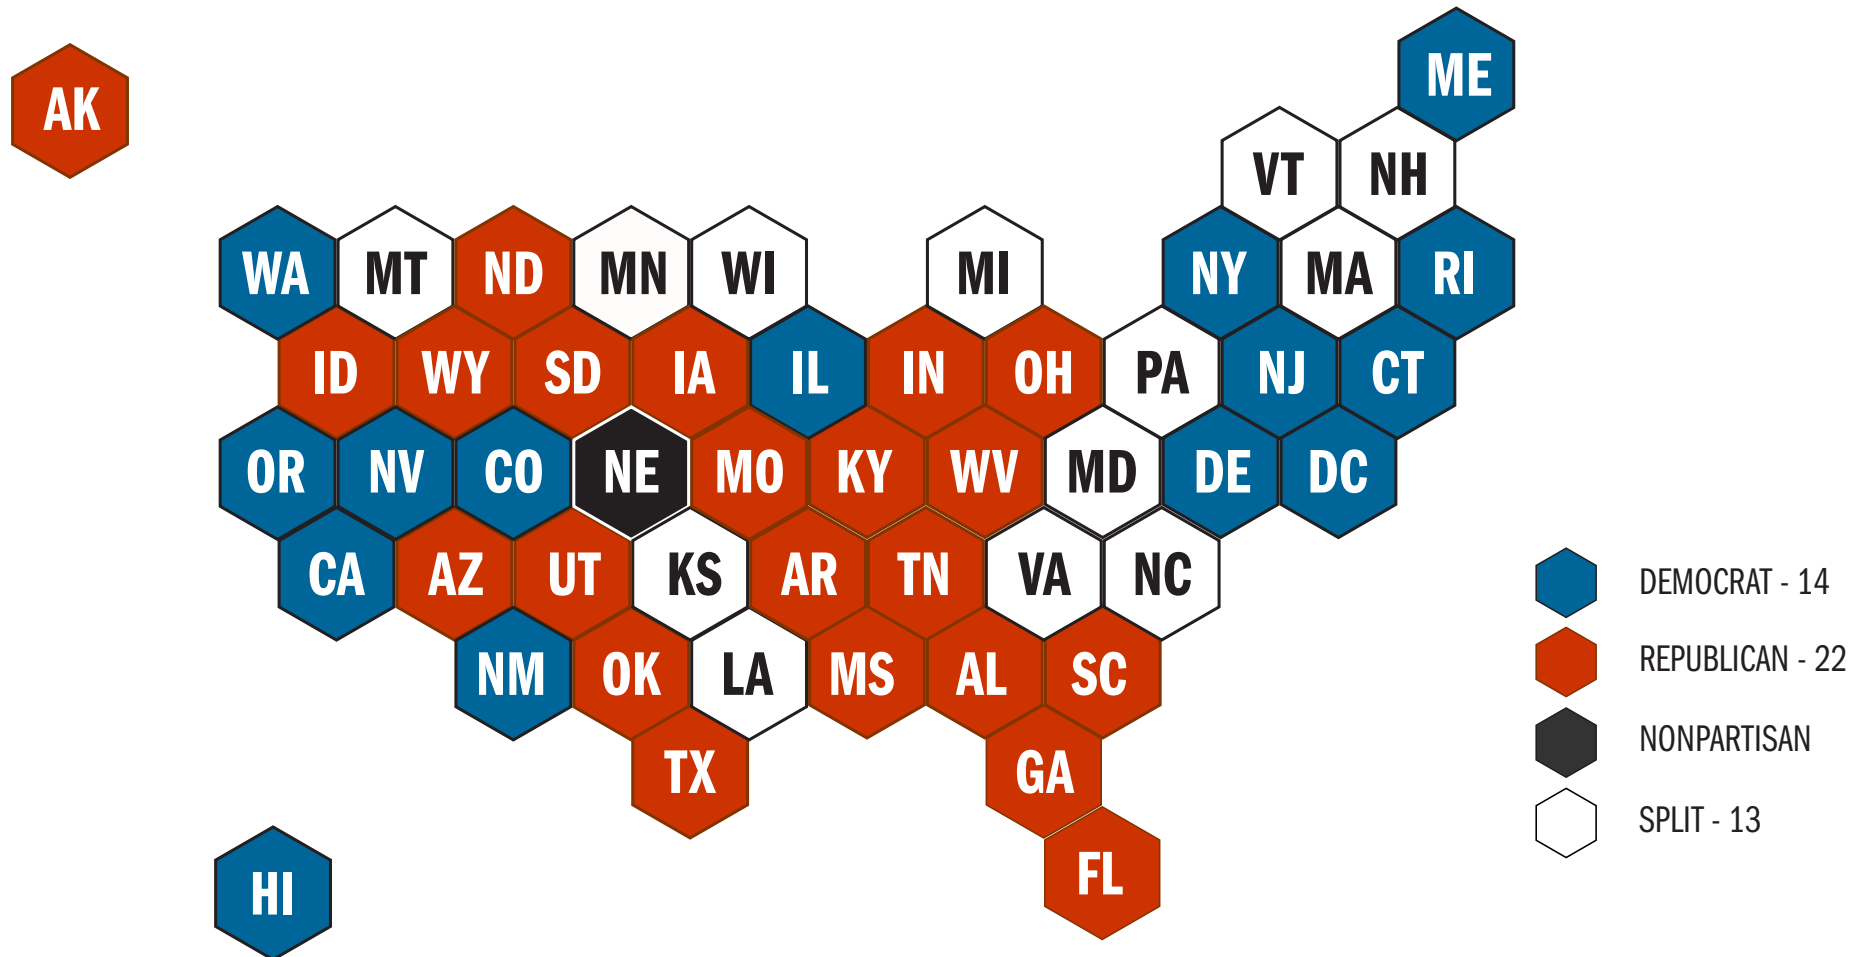 ME
AK
VT NH
WA MT ND MN WI MI NY MA RI
ID WY SD IA IL IN OH PA NJ CT
OR NV CO NE MO KY WV MD DE DC
CA AZ UT KS AR TN VA NC
NM OK LA MS AL SC
TX GA
FL
HI
DEMOCRAT - 14
REPUBLICAN - 22
NONPARTISAN
SPLIT - 13